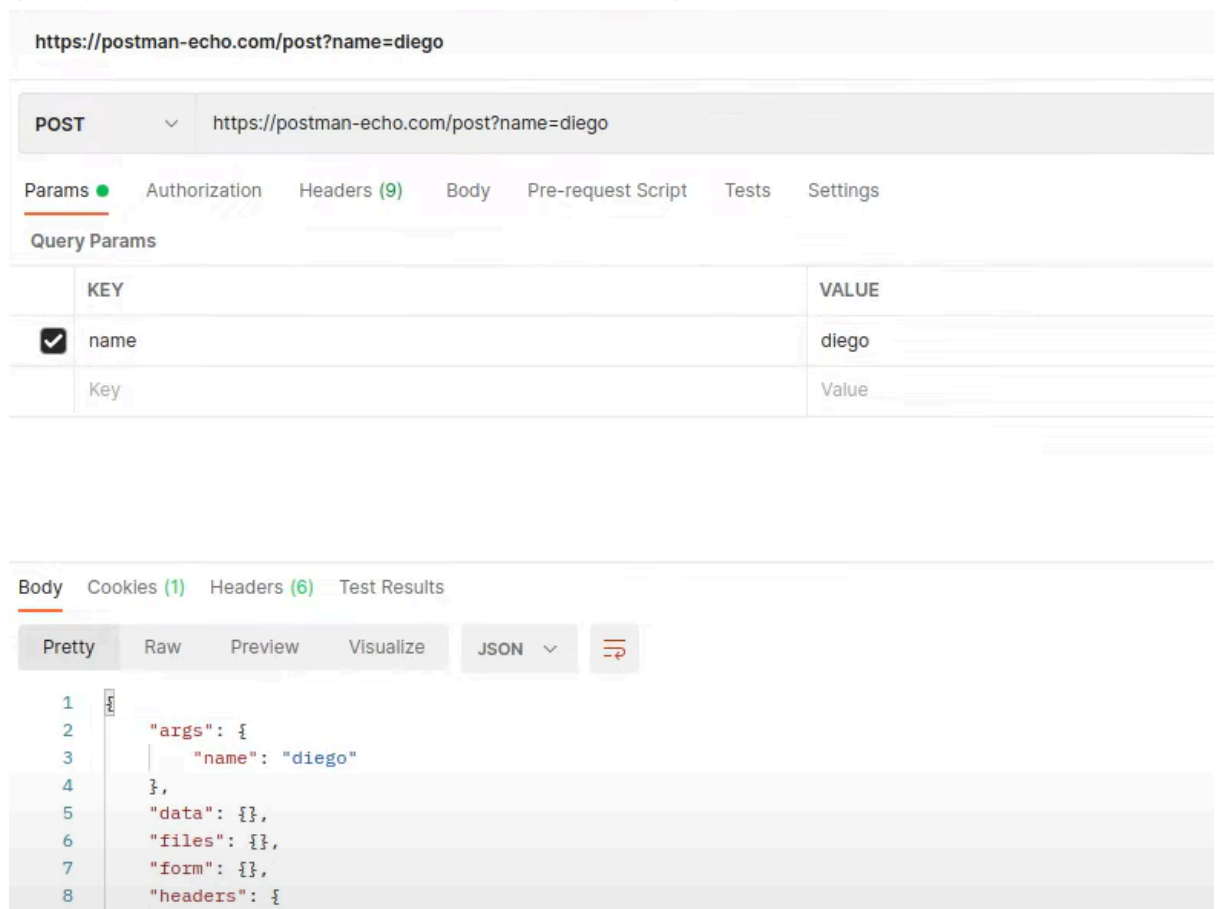 https://postman-echo.com/post?name=diego
POST https://postman-echo.com/post?name=diego
Params Authorization Headers (9) Body Pre-request Script Tests Settings
Query Params
KEY VALUE
name diego
Key Value
Body Cookies (1) Headers (6) Test Results
Pretty Raw Preview Visualize JSON
1 {
2 "args": {
3 "name": "diego"
4 },
5 "data": {},
6 "files": {},
7 "form": {},
8 "headers": {